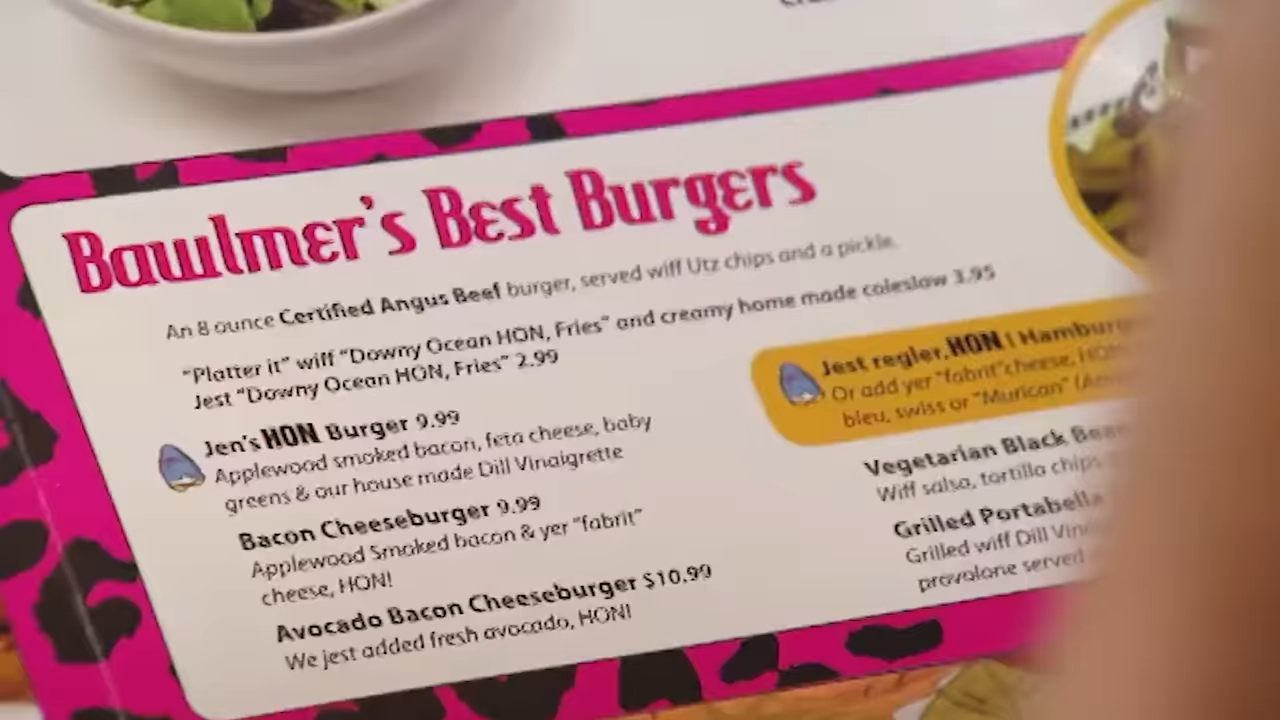 Bawlmer's Best Burgers
An 8 ounce Certified Angus Beef burger, served wiff Utz chips and a pickle.
"Platter it" wiff "Downy Ocean HON, Fries" and creamy home made coleslaw 3.95
Jest "Downy Ocean HON, Fries" 2.99
Jen's HON Burger 9.99
Applewood smoked bacon, feta cheese, baby
greens & our house made Dill Vinaigrette
Bacon Cheeseburger 9.99
Applewood Smoked bacon & yer "fabrit"
cheese, HON!
Avocado Bacon Cheeseburger $10.99
We jest added fresh avocado, HON!
Jest regler, HON !
Or add yer "fabrit" cheese,
bleu, swiss or "Murican"
Vegetarian Black
Wiff salsa, tortilla chips
Grilled Portabella
Grilled wiff Dill
provolone served